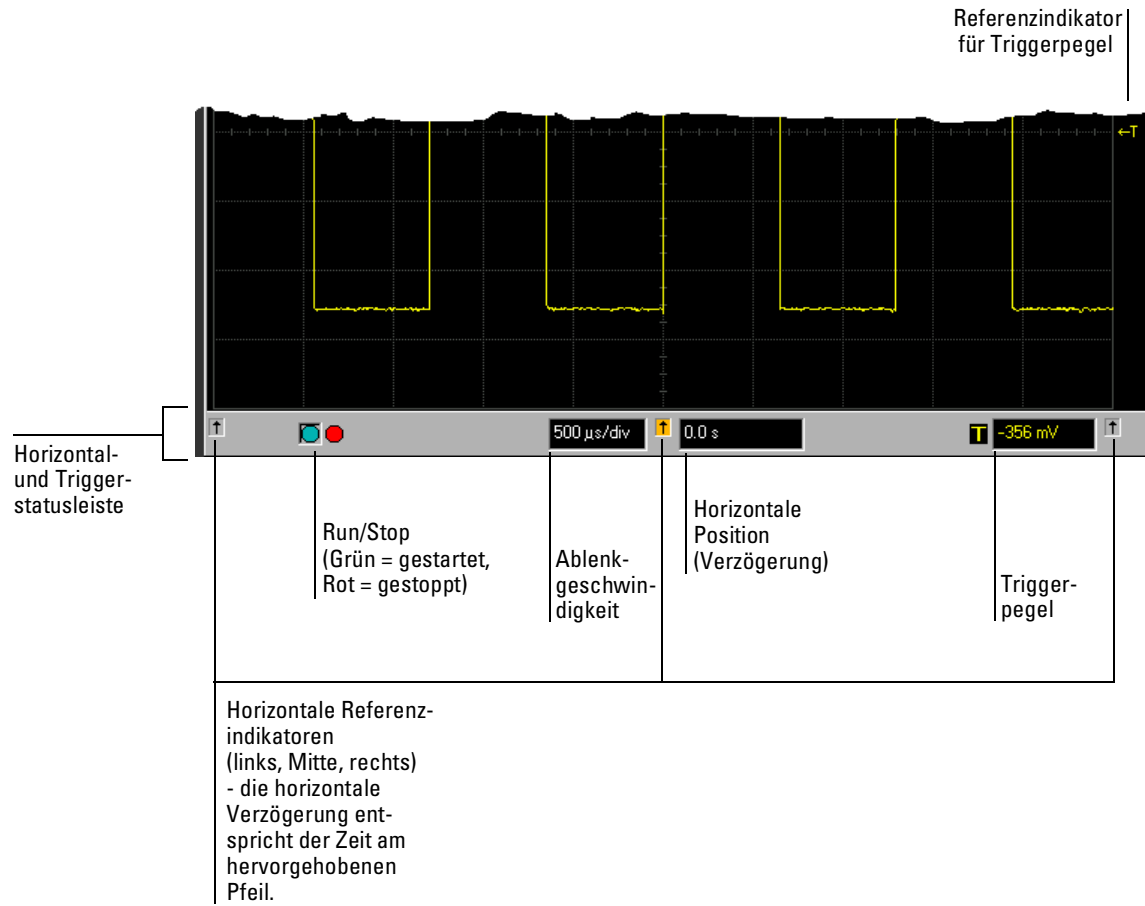 Referenzindikator
für Triggerpegel
←T
500 µs/div
0.0 s
T
-356 mV
Horizontal-
und Trigger-
statusleiste
Run/Stop
(Grün = gestartet,
Rot = gestoppt)
Ablenk-
geschwin-
digkeit
Horizontale
Position
(Verzögerung)
Trigger-
pegel
Horizontale Referenz-
indikatoren
(links, Mitte, rechts)
- die horizontale
Verzögerung ent-
spricht der Zeit am
hervorgehobenen
Pfeil.